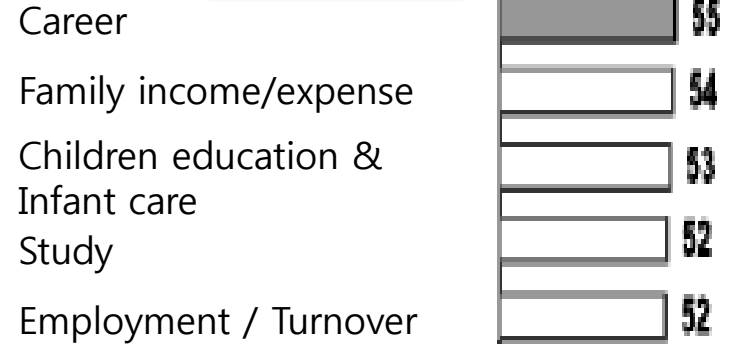 Career 55
Family income/expense 54
Children education &
Infant care 53
Study 52
Employment / Turnover 52